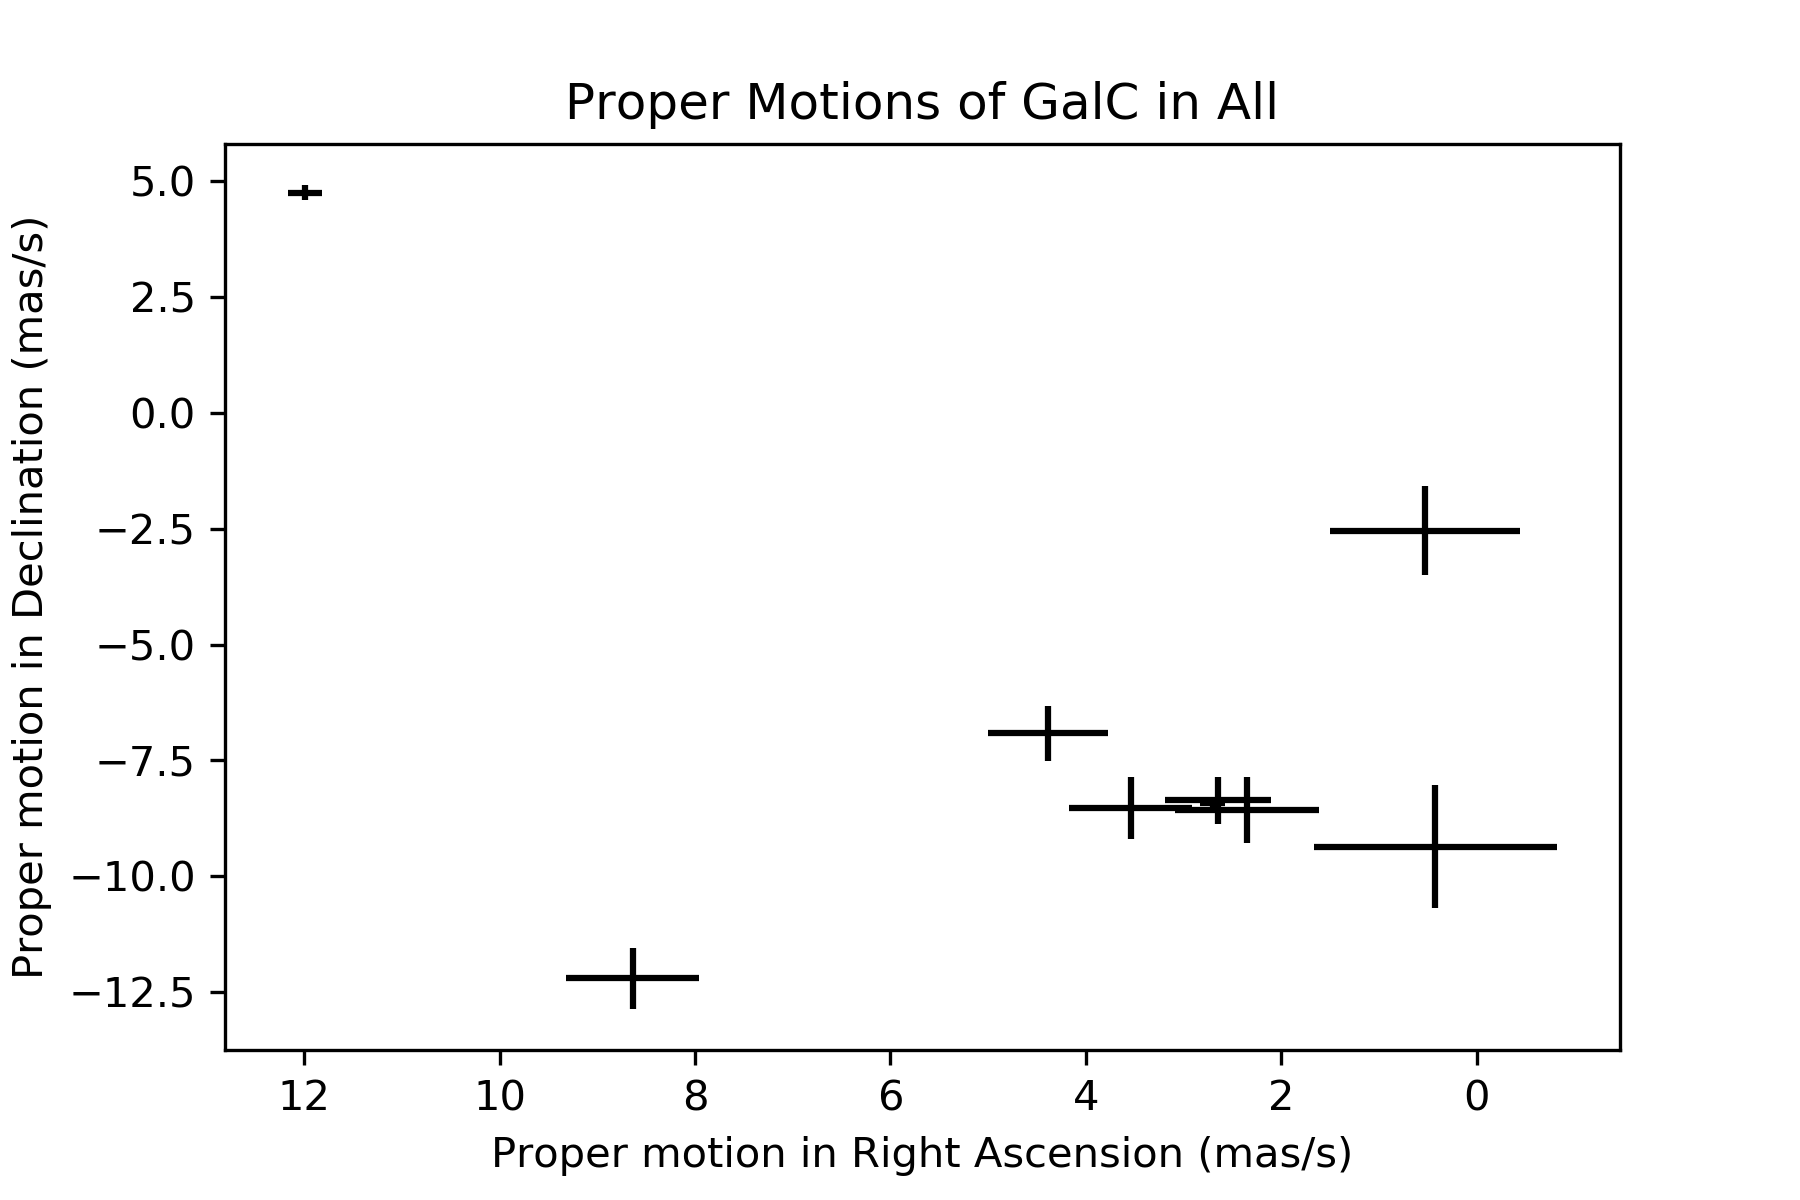 Proper Motions of GalC in All
Proper motion in Declination (mas/s)
5.0
2.5
0.0
−2.5
−5.0
−7.5
−10.0
−12.5
12 10 8 6 4 2 0
Proper motion in Right Ascension (mas/s)